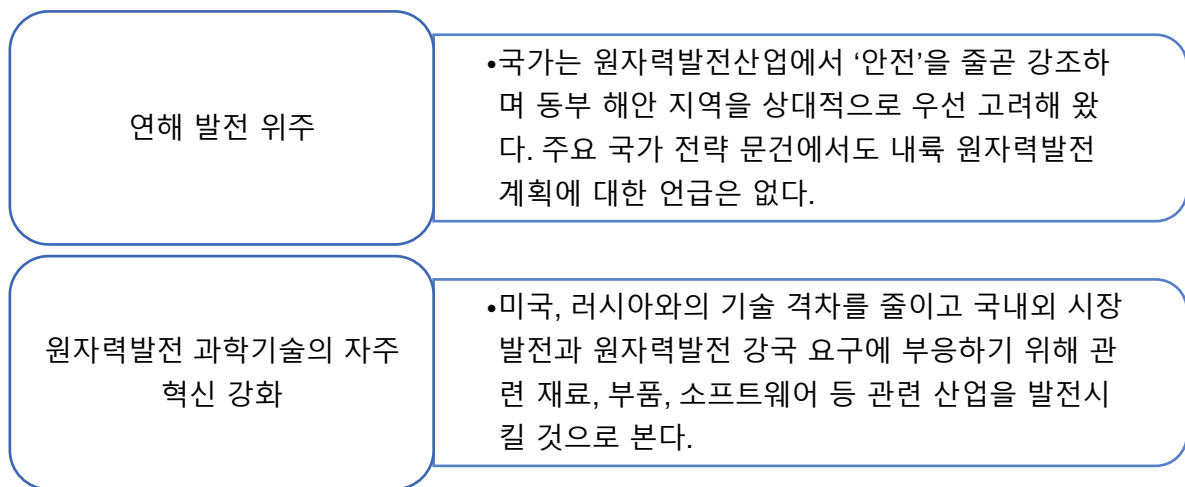 연해 발전 위주
•국가는 원자력발전산업에서 ‘안전’을 줄곧 강조하
며 동부 해안 지역을 상대적으로 우선 고려해 왔
다. 주요 국가 전략 문건에서도 내륙 원자력발전
계획에 대한 언급은 없다.
원자력발전 과학기술의 자주
혁신 강화
•미국, 러시아와의 기술 격차를 줄이고 국내외 시장
발전과 원자력발전 강국 요구에 부응하기 위해 관
련 재료, 부품, 소프트웨어 등 관련 산업을 발전시
킬 것으로 본다.